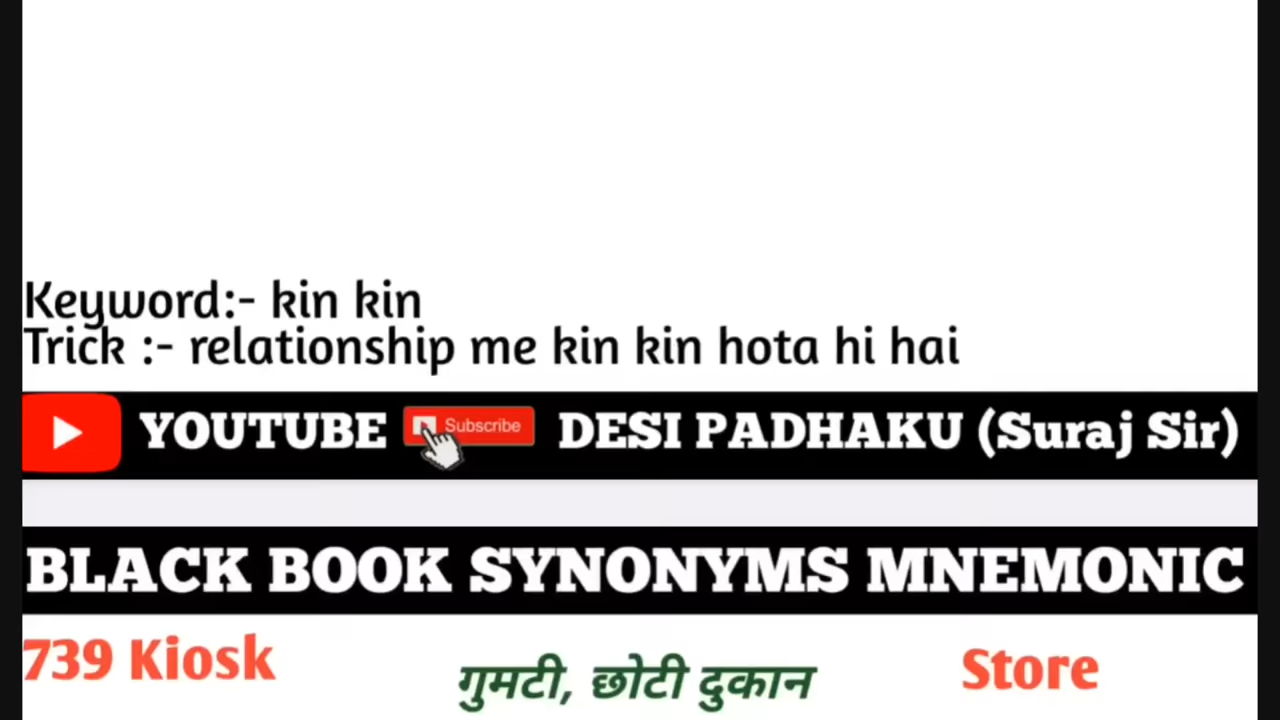 Keyword:- kin kin
Trick :- relationship me kin kin hota hi hai
YOUTUBE Subscribe DESI PADHAKU (Suraj Sir)
BLACK BOOK SYNONYMS MNEMONIC
739 Kiosk गुमटी, छोटी दुकान Store